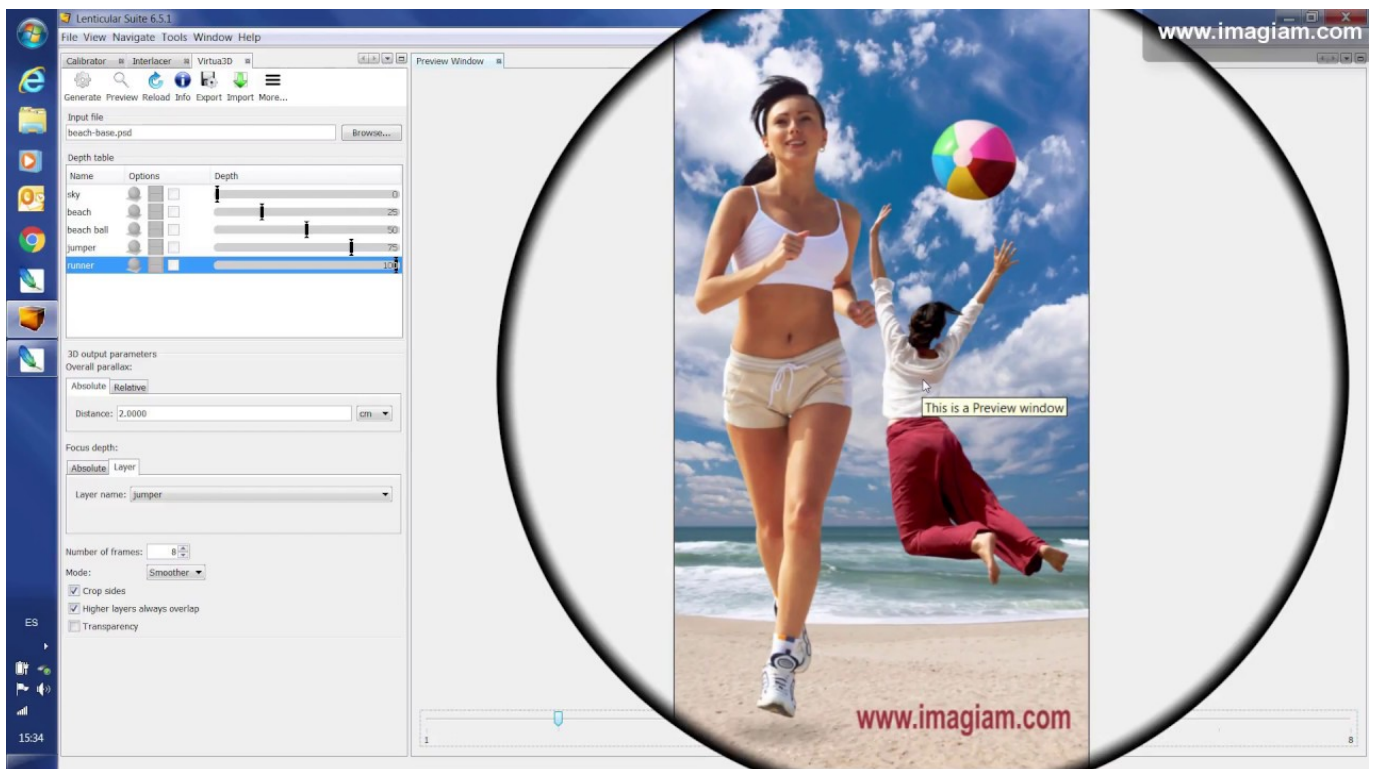 Lenticular Suite 6.5.1
www.imagiam.com
File View Navigate Tools Window Help
Calibrator Interlacer Virtua3D
Preview Window
Generate Preview Reload Info Export Import More...
Input file
beach-base.psd Browse...
Depth table
Name Options Depth
sky 0
beach 25
beach ball 50
jumper 75
runner 100
3D output parameters
Overall parallax:
Absolute Relative
Distance: 2.0000 cm
This is a Preview window
Focus depth:
Absolute Layer
Layer name: jumper
Number of frames: 8
Mode: Smoother
Crop sides
Higher layers always overlap
Transparency
ES
www.imagiam.com
15:34
1 8